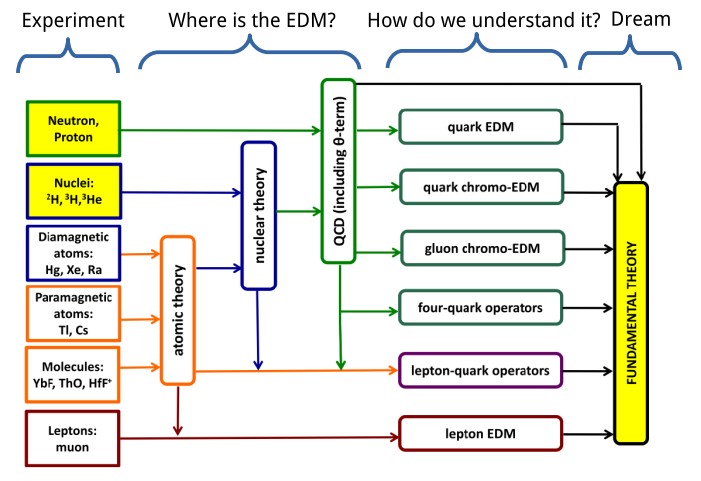 Experiment
Where is the EDM?
How do we understand it?
Dream
Neutron,
Proton
Nuclei:
²H, ³H,³He
Diamagnetic
atoms:
Hg, Xe, Ra
Paramagnetic
atoms:
Tl, Cs
Molecules:
YbF, ThO, HfF⁺
Leptons:
muon
atomic theory
nuclear theory
QCD (including θ-term)
quark EDM
quark chromo-EDM
gluon chromo-EDM
four-quark operators
lepton-quark operators
lepton EDM
FUNDAMENTAL THEORY